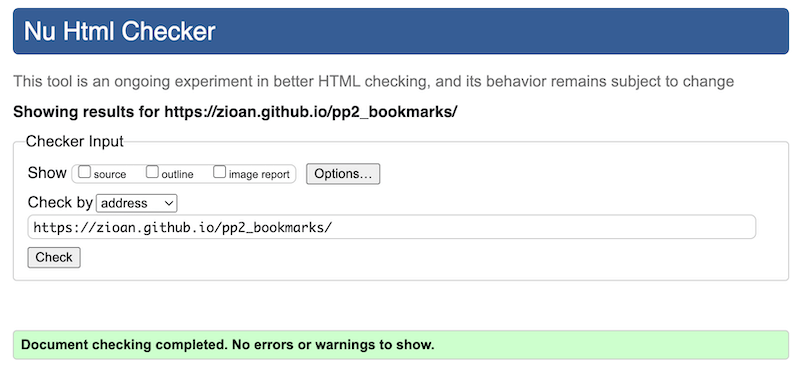 Nu Html Checker
This tool is an ongoing experiment in better HTML checking, and its behavior remains subject to change
Showing results for https://zioan.github.io/pp2_bookmarks/
Checker Input
Show source outline image report Options...
Check by address
https://zioan.github.io/pp2_bookmarks/
Check
Document checking completed. No errors or warnings to show.